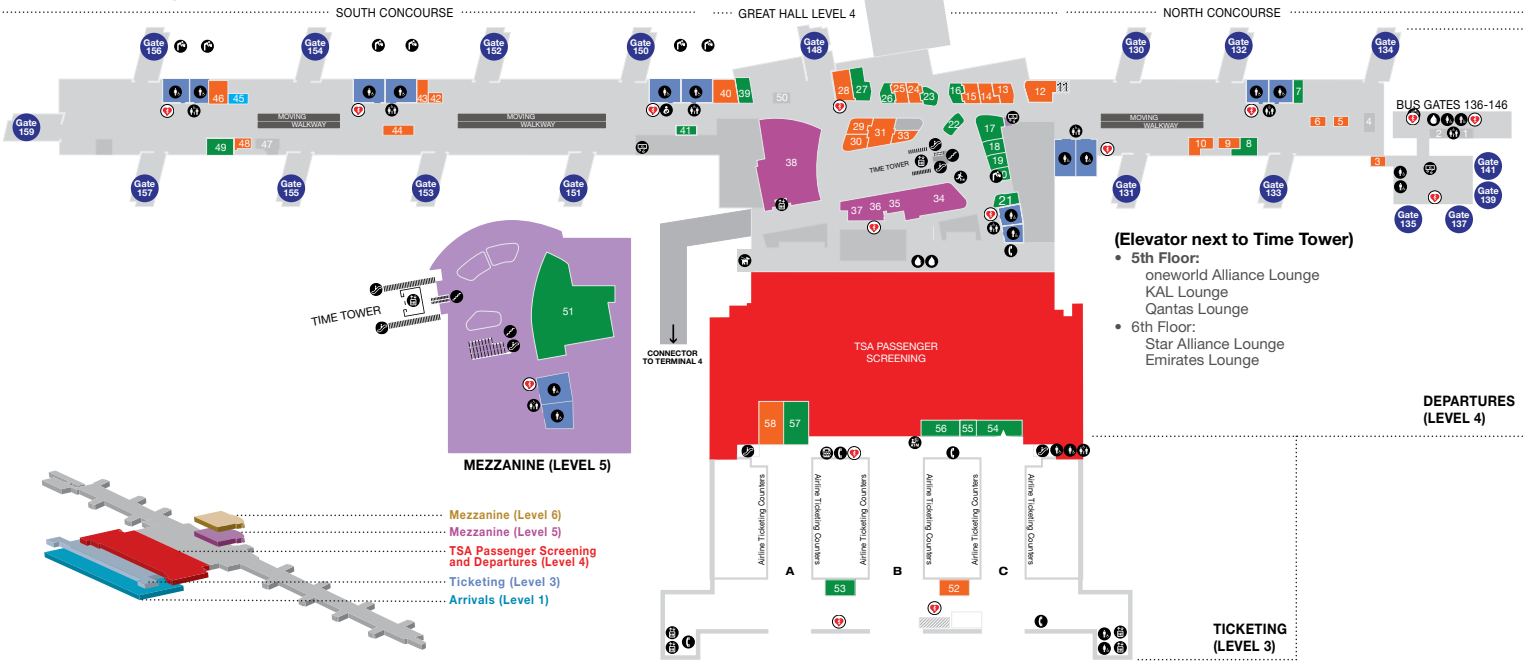 SOUTH CONCOURSE
GREAT HALL LEVEL 4
NORTH CONCOURSE
Gate 156
Gate 154
Gate 152
Gate 150
Gate 148
Gate 130
Gate 132
Gate 134
46
45
43
42
40
39
50
28
27
26
25
24
23
16
15
14
13
12
11
7
BUS GATES 136-146
MOVING WALKWAY
MOVING WALKWAY
MOVING WALKWAY
44
41
29
30
31
33
22
17
18
19
6
5
4
2
1
Gate 159
49
48
47
38
TIME TOWER
10
9
8
3
Gate 157
Gate 155
Gate 153
Gate 151
37
36
35
34
21
Gate 131
Gate 133
Gate 141
Gate 139
Gate 135
Gate 137
(Elevator next to Time Tower)
• 5th Floor:
oneworld Alliance Lounge
KAL Lounge
Qantas Lounge
• 6th Floor:
Star Alliance Lounge
Emirates Lounge
TIME TOWER
51
CONNECTOR
TO TERMINAL 4
TSA PASSENGER
SCREENING
DEPARTURES
(LEVEL 4)
58
57
56
55
54
MEZZANINE (LEVEL 5)
Airline Ticketing Counters
Airline Ticketing Counters
Airline Ticketing Counters
Airline Ticketing Counters
Airline Ticketing Counters
Airline Ticketing Counters
Mezzanine (Level 6)
Mezzanine (Level 5)
TSA Passenger Screening
and Departures (Level 4)
Ticketing (Level 3)
Arrivals (Level 1)
A
B
C
53
52
TICKETING
(LEVEL 3)